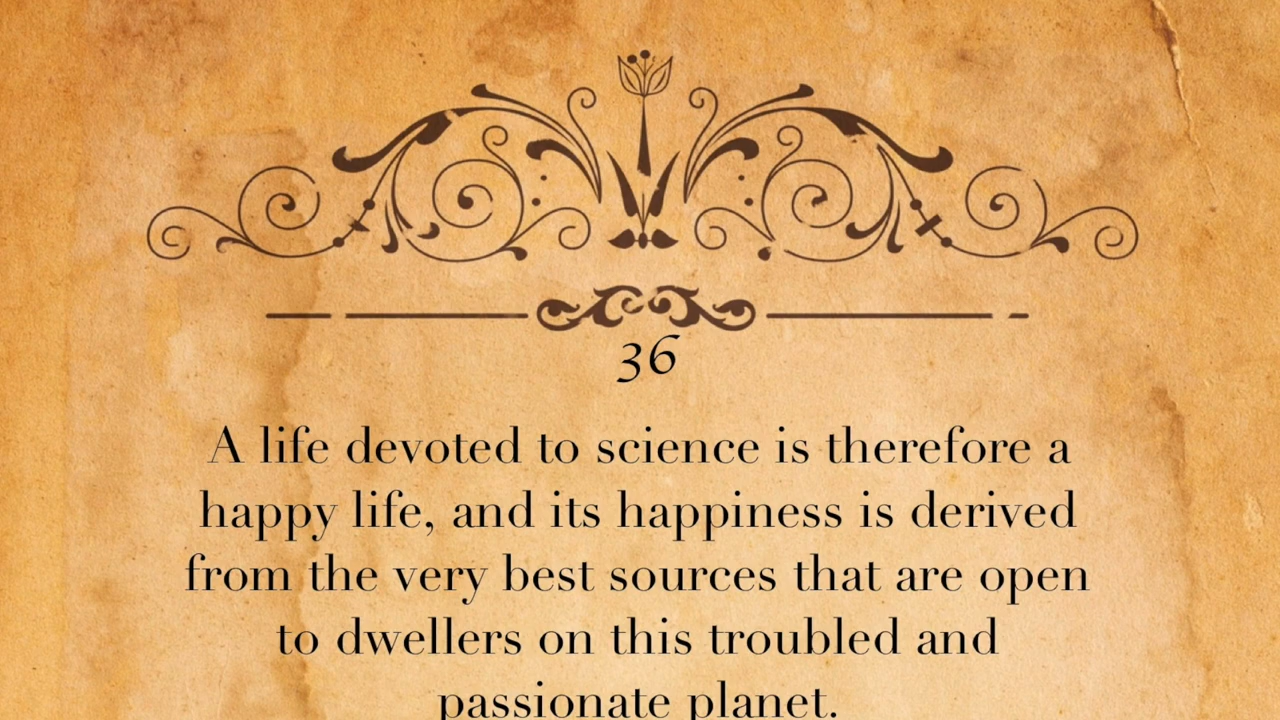 36
A life devoted to science is therefore a
happy life, and its happiness is derived
from the very best sources that are open
to dwellers on this troubled and
passionate planet.